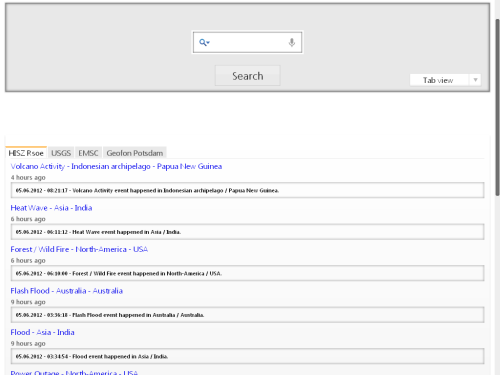 Search
Tab view
HISZ Rsoe USGS EMSC Geofon Potsdam
Volcano Activity - Indonesian archipelago - Papua New Guinea
4 hours ago
05.06.2012 - 08:21:17 - Volcano Activity event happened in Indonesian archipelago / Papua New Guinea.
Heat Wave - Asia - India
6 hours ago
05.06.2012 - 06:11:12 - Heat Wave event happened in Asia / India.
Forest / Wild Fire - North-America - USA
6 hours ago
05.06.2012 - 06:10:00 - Forest / Wild Fire event happened in North-America / USA.
Flash Flood - Australia - Australia
9 hours ago
05.06.2012 - 03:36:18 - Flash Flood event happened in Australia / Australia.
Flood - Asia - India
9 hours ago
05.06.2012 - 03:34:54 - Flood event happened in Asia / India.
Power Outage - North-America - USA